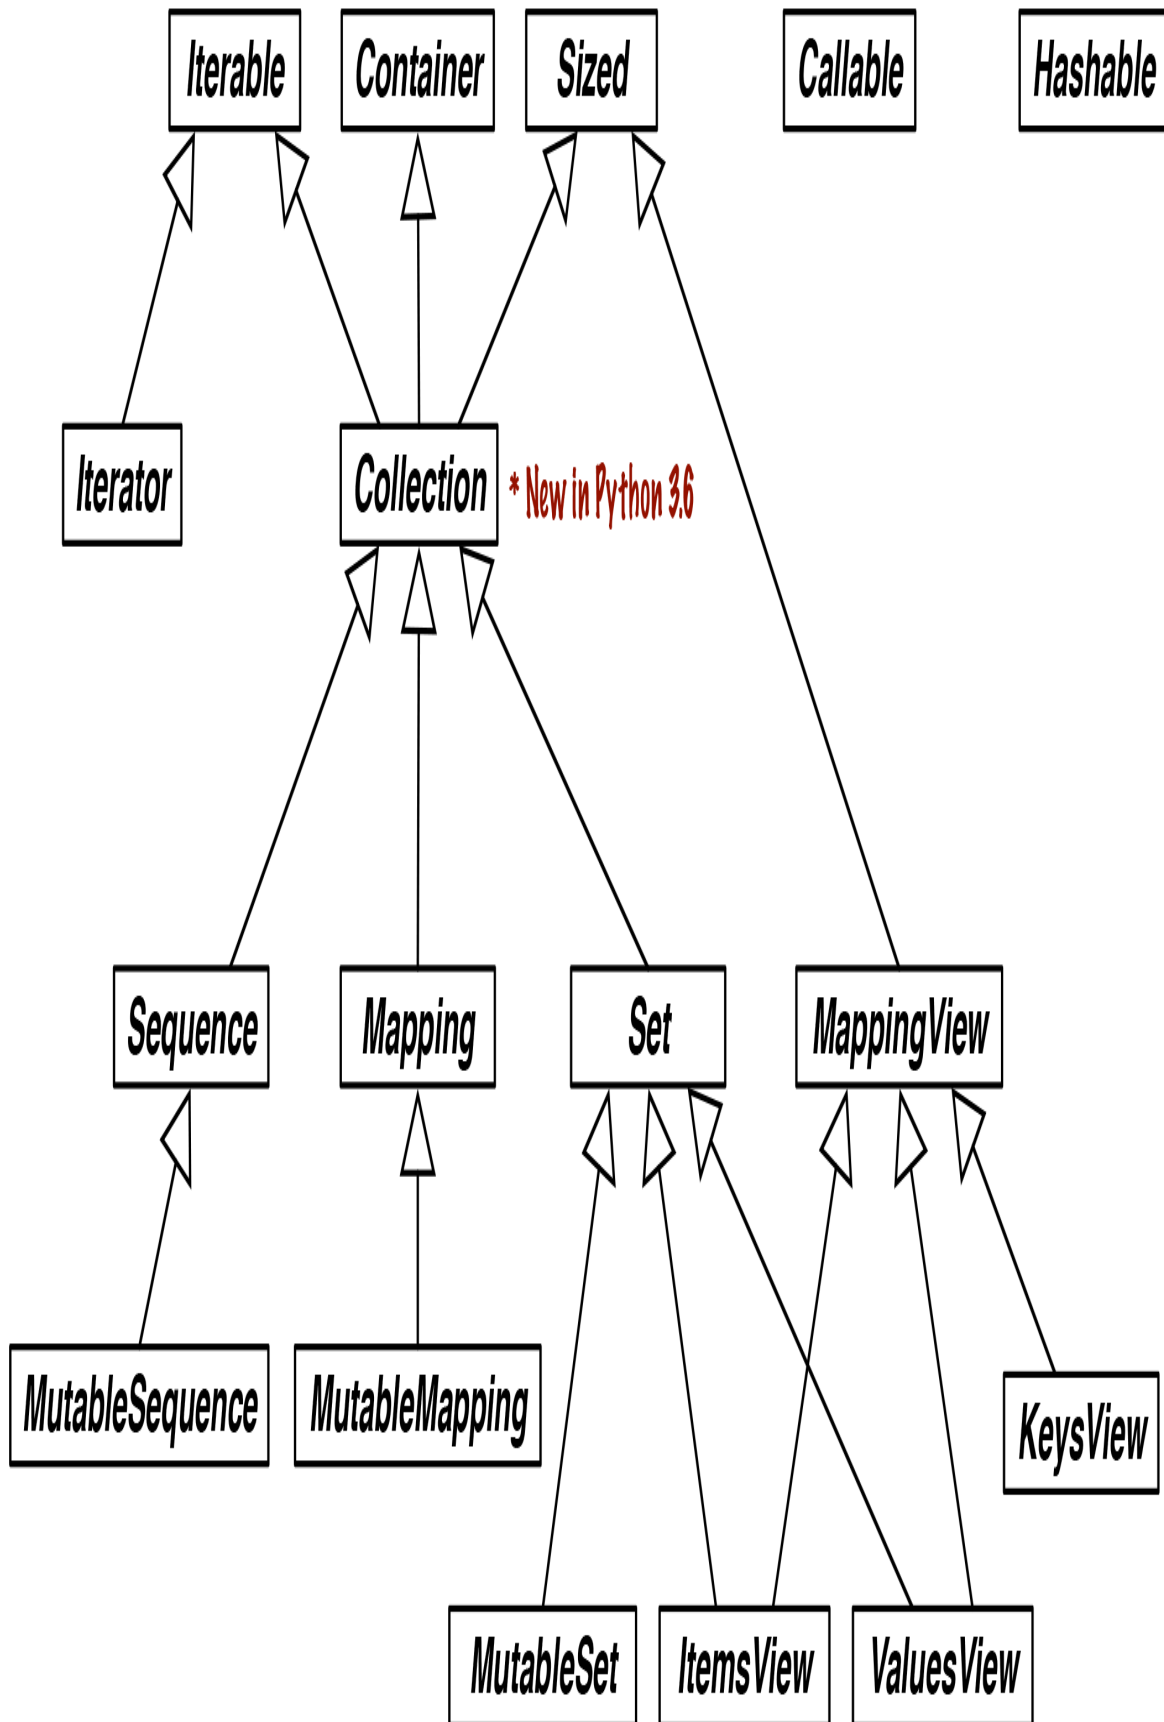 Iterable
Container
Sized
Callable
Hashable
Iterator
Collection
* New in Python 3.6
Sequence
Mapping
Set
MappingView
MutableSequence
MutableMapping
KeysView
MutableSet
ItemsView
ValuesView